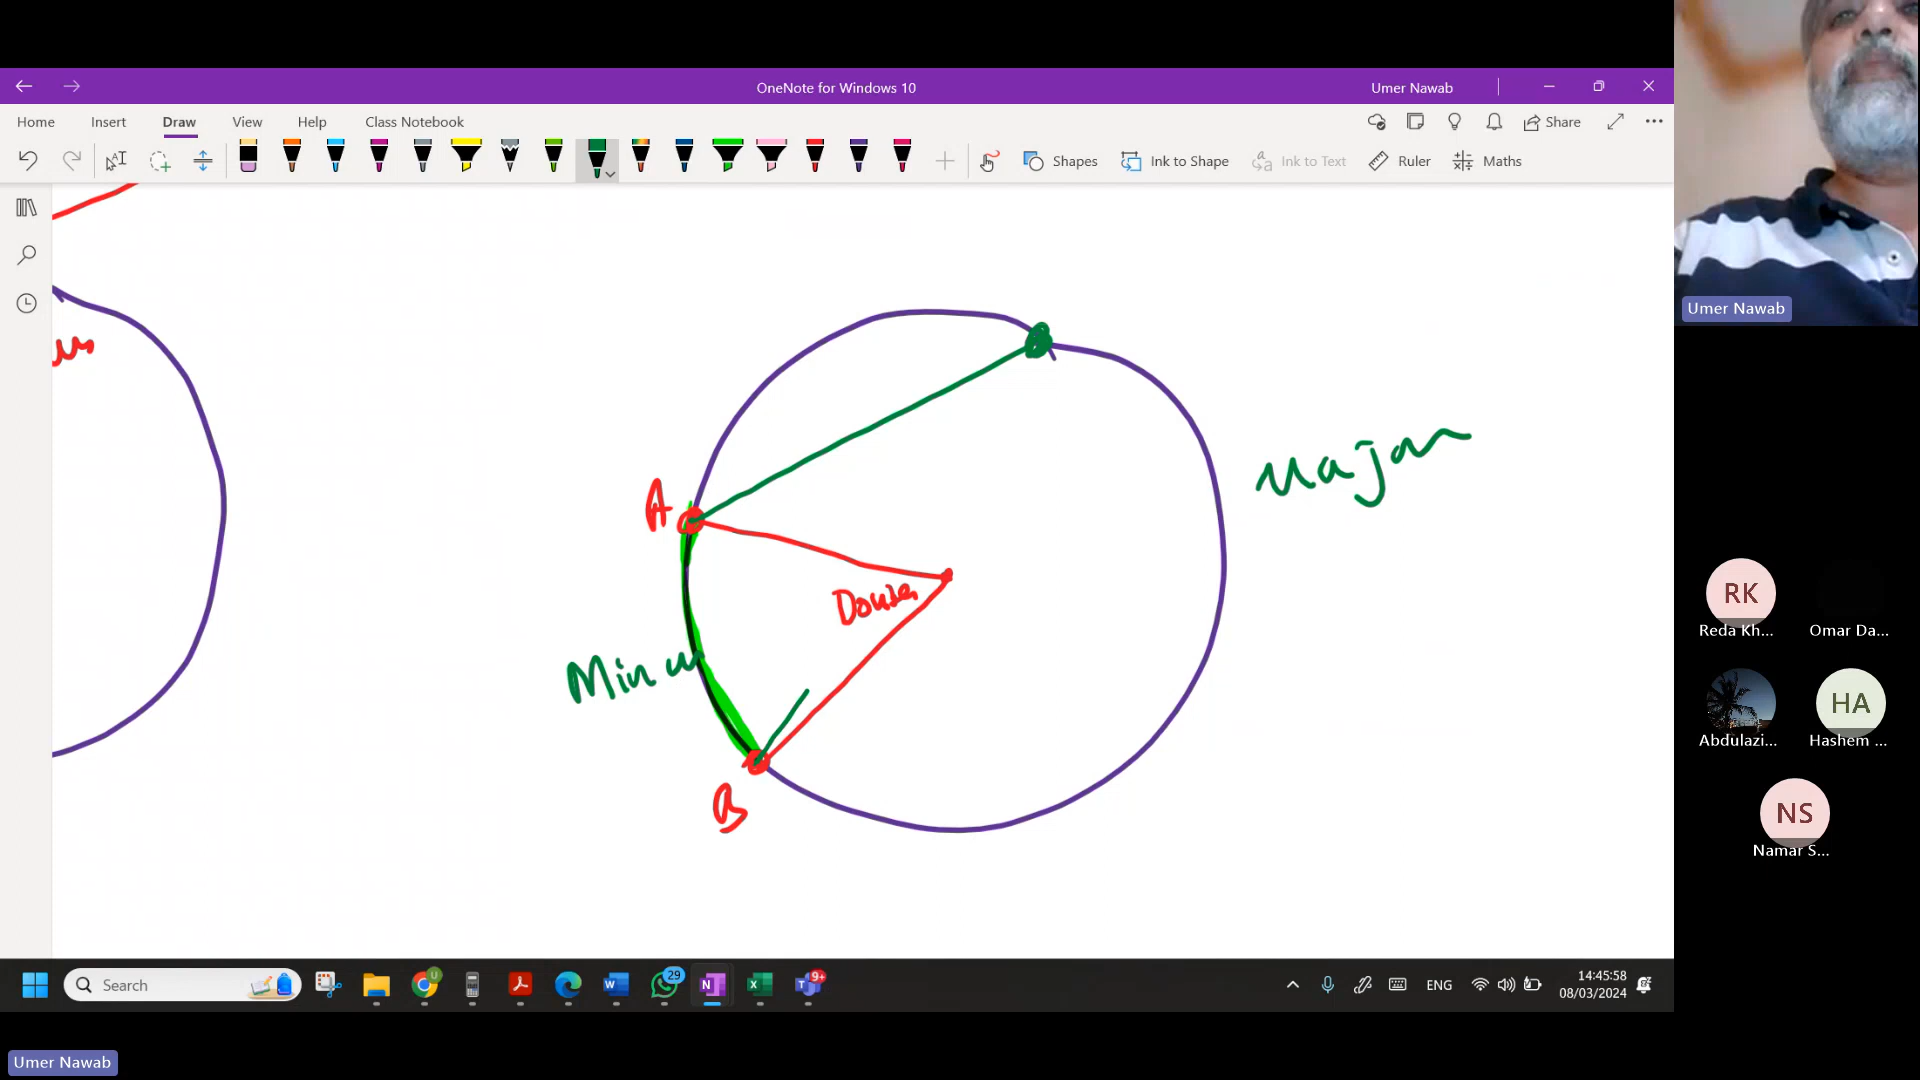 OneNote for Windows 10
Umer Nawab
Home Insert Draw View Help Class Notebook
Share
Shapes Ink to Shape Ink to Text Ruler Maths
Umer Nawab
A
Major
Double
Min
B
RK
Reda Kh...
Omar Da...
Abdulazi...
HA
Hashem ...
NS
Namar S...
Search
U
29
9+
ENG
14:45:58
08/03/2024
Umer Nawab